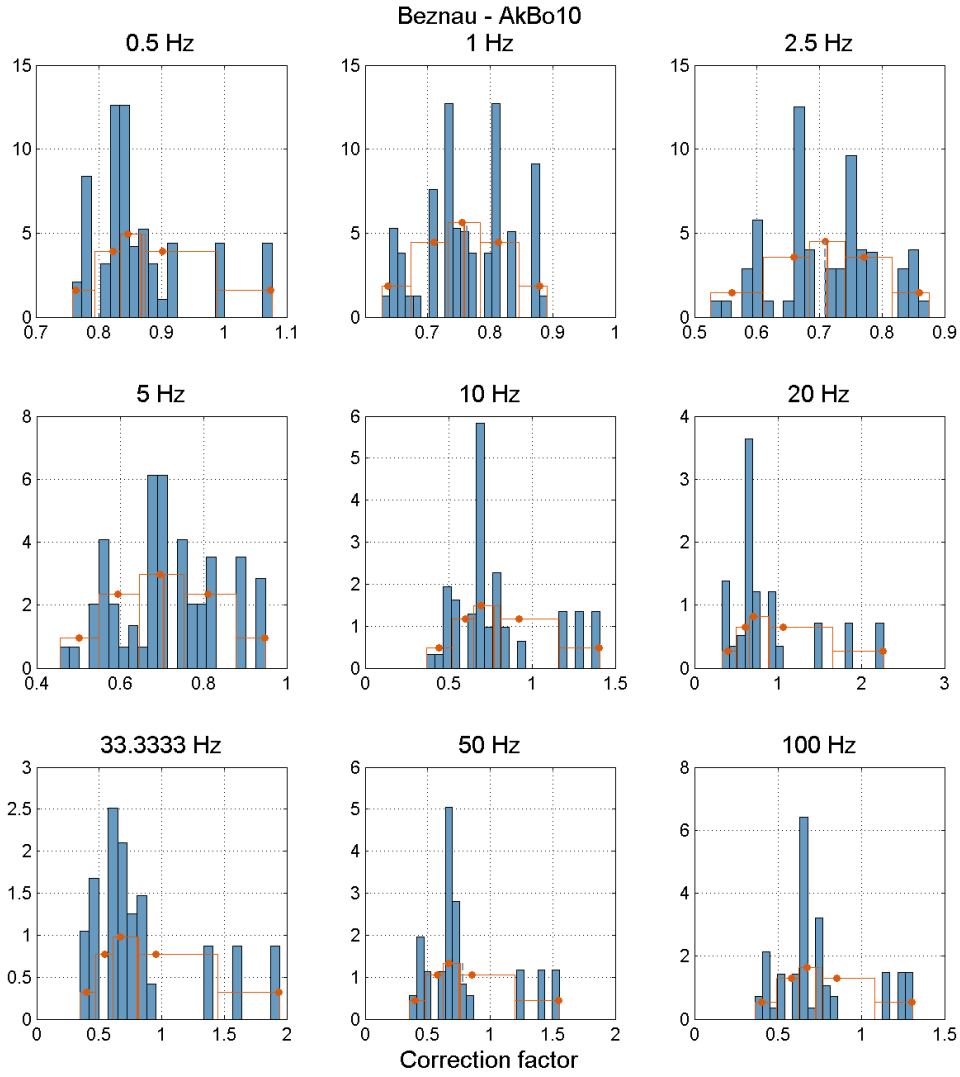 Beznau - AkBo10
0.5 Hz
1 Hz
2.5 Hz
15
10
5
0
0.7 0.8 0.9 1 1.1
15
10
5
0
0.7 0.8 0.9 1
15
10
5
0
0.5 0.6 0.7 0.8 0.9
5 Hz
10 Hz
20 Hz
8
6
4
2
0
0.4 0.6 0.8 1
6
5
4
3
2
1
0
0 0.5 1 1.5
4
3
2
1
0
0 1 2 3
33.3333 Hz
50 Hz
100 Hz
3
2.5
2
1.5
1
0.5
0
0 0.5 1 1.5 2
6
5
4
3
2
1
0
0 0.5 1 1.5 2
8
6
4
2
0
0 0.5 1 1.5
Correction factor